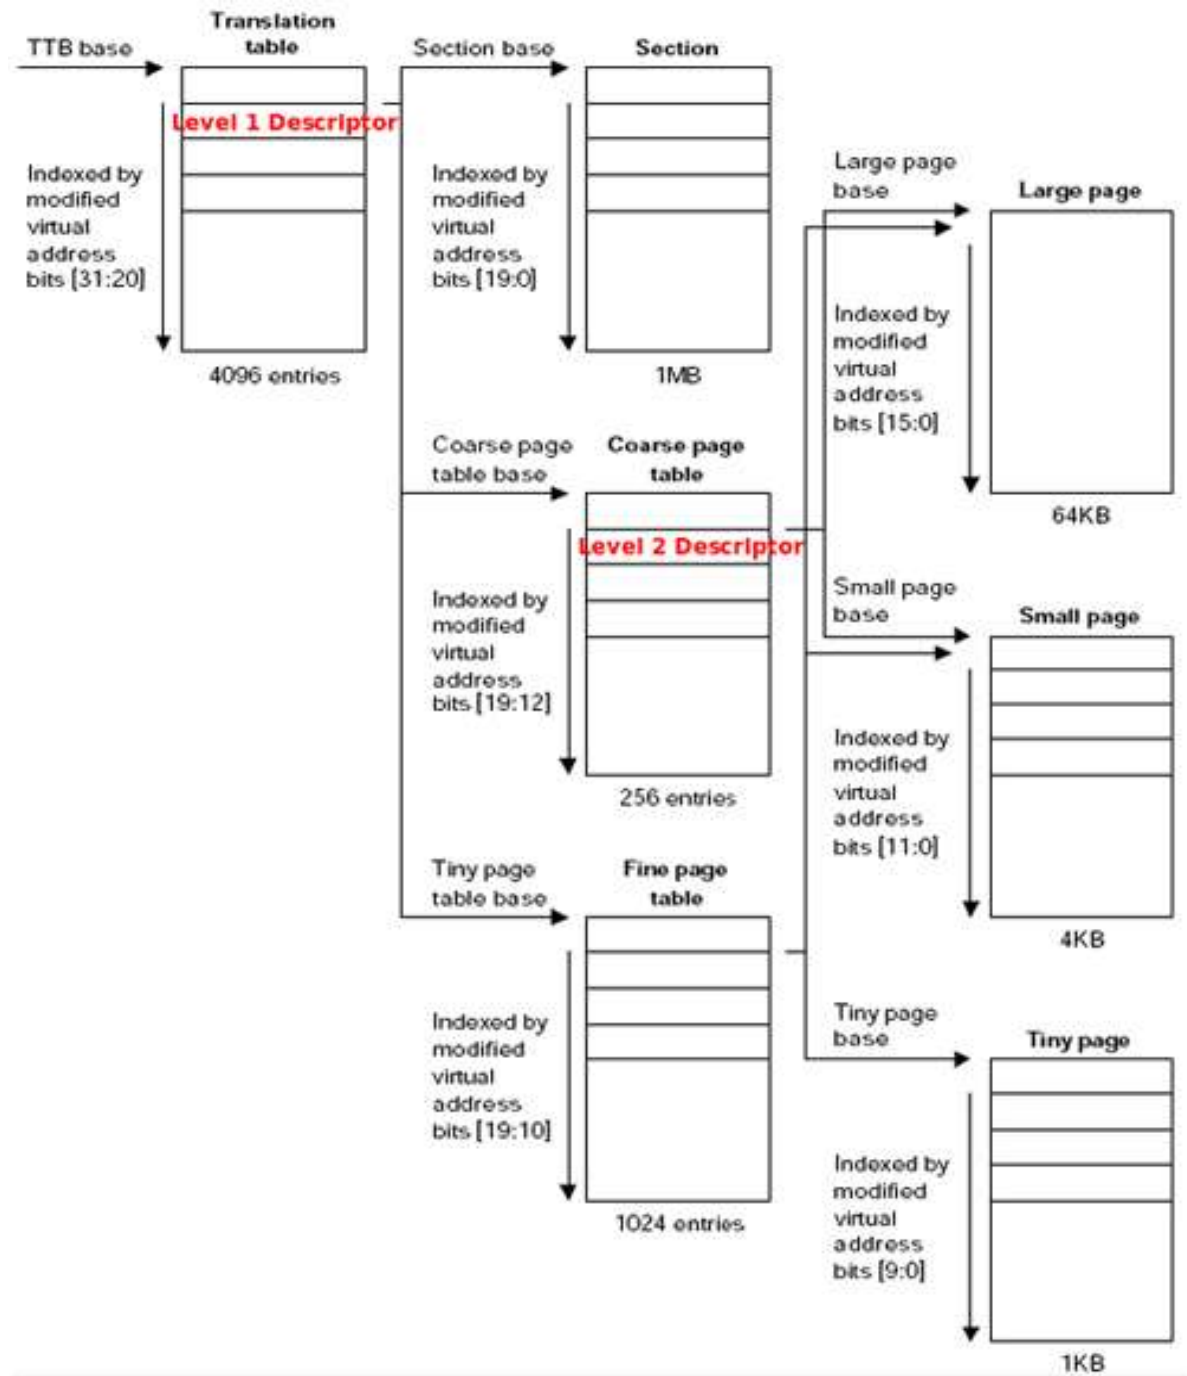 Translation
table
TTB base
Level 1 Descriptor
Indexed by
modified
virtual
address
bits [31:20]
4096 entries
Section base
Section
Indexed by
modified
virtual
address
bits [19:0]
1MB
Coarse page
table base
Coarse page
table
Level 2 Descriptor
Indexed by
modified
virtual
address
bits [19:12]
256 entries
Tiny page
table base
Fine page
table
Indexed by
modified
virtual
address
bits [19:10]
1024 entries
Large page
base
Large page
Indexed by
modified
virtual
address
bits [15:0]
64KB
Small page
base
Small page
Indexed by
modified
virtual
address
bits [11:0]
4KB
Tiny page
base
Tiny page
Indexed by
modified
virtual
address
bits [9:0]
1KB